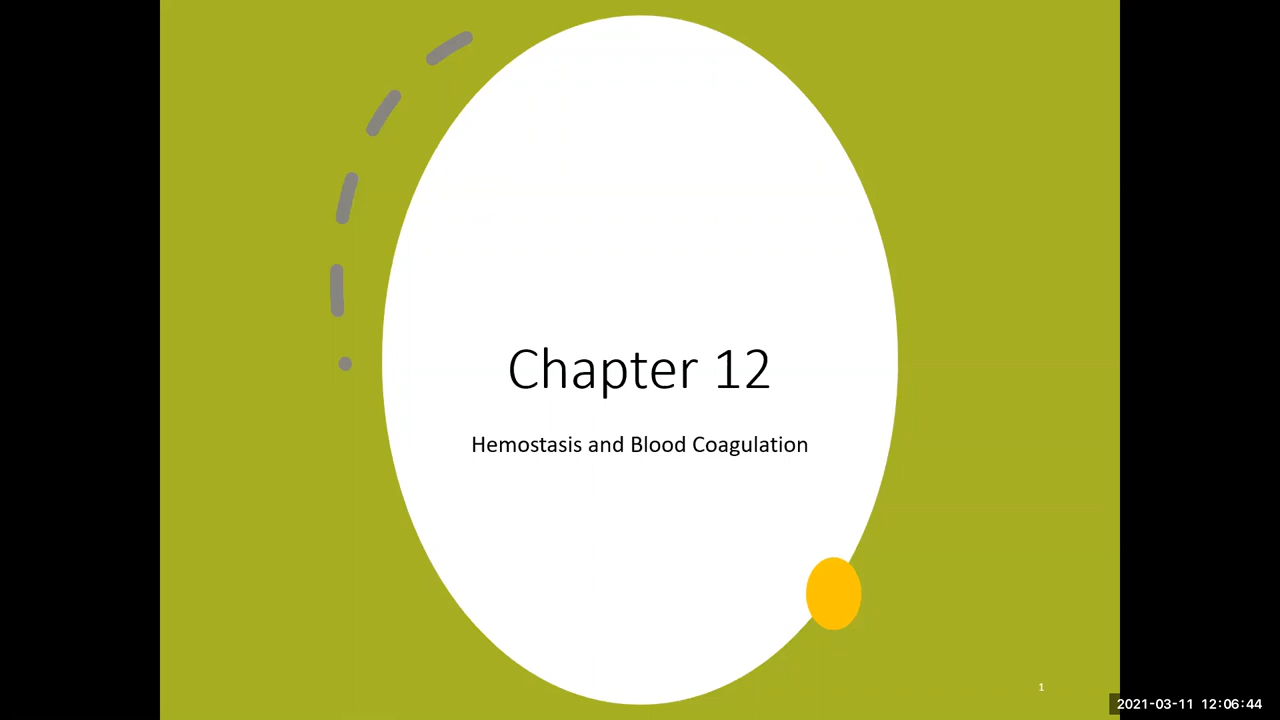 Chapter 12
Hemostasis and Blood Coagulation
1
2021-03-11 12:06:44